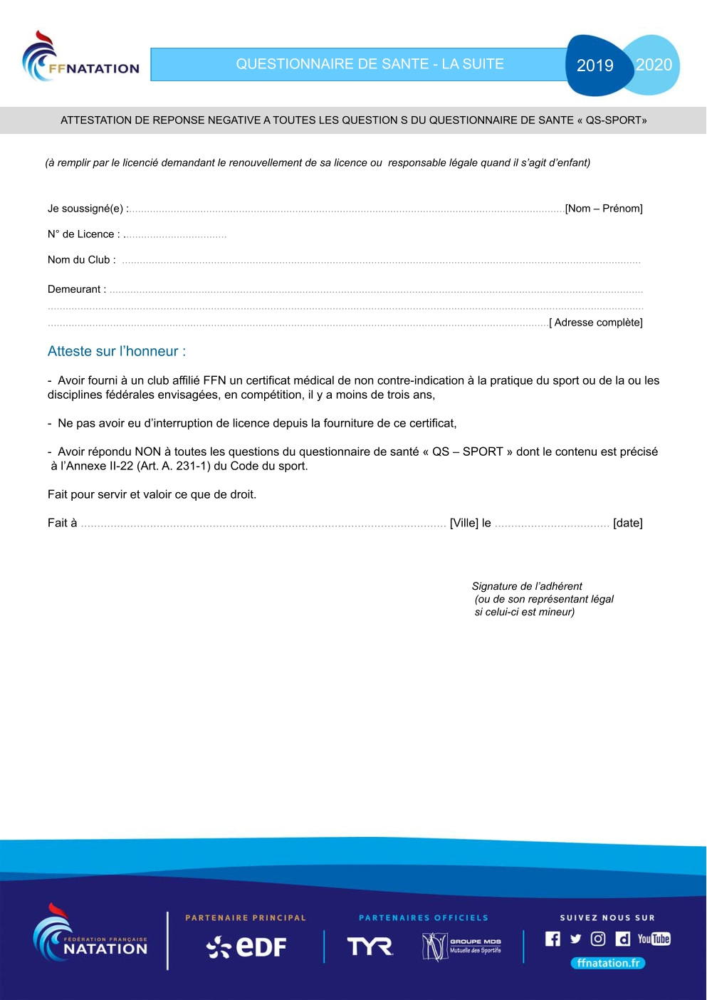 FFNATATION
QUESTIONNAIRE DE SANTE - LA SUITE
2019
2020
ATTESTATION DE REPONSE NEGATIVE A TOUTES LES QUESTION S DU QUESTIONNAIRE DE SANTE « QS-SPORT»
(à remplir par le licencié demandant le renouvellement de sa licence ou  responsable légale quand il s’agit d’enfant)
Je soussigné(e) :..................................................[Nom – Prénom]
N° de Licence : ..................................
Nom du Club : ..................................................
Demeurant : ..................................................
..................................................
..................................................[ Adresse complète]
Atteste sur l’honneur :
-  Avoir fourni à un club affilié FFN un certificat médical de non contre-indication à la pratique du sport ou de la ou les
disciplines fédérales envisagées, en compétition, il y a moins de trois ans,
-  Ne pas avoir eu d’interruption de licence depuis la fourniture de ce certificat,
-  Avoir répondu NON à toutes les questions du questionnaire de santé « QS – SPORT » dont le contenu est précisé
à l’Annexe II-22 (Art. A. 231-1) du Code du sport.
Fait pour servir et valoir ce que de droit.
Fait à .................................................. [Ville] le .................................. [date]
Signature de l’adhérent
(ou de son représentant légal
si celui-ci est mineur)
FÉDÉRATION FRANÇAISE
NATATION
PARTENAIRE PRINCIPAL
eDF
PARTENAIRES OFFICIELS
TYR
GROUPE MDS
Mutuelle des Sportifs
SUIVEZ NOUS SUR
YouTube
ffnatation.fr